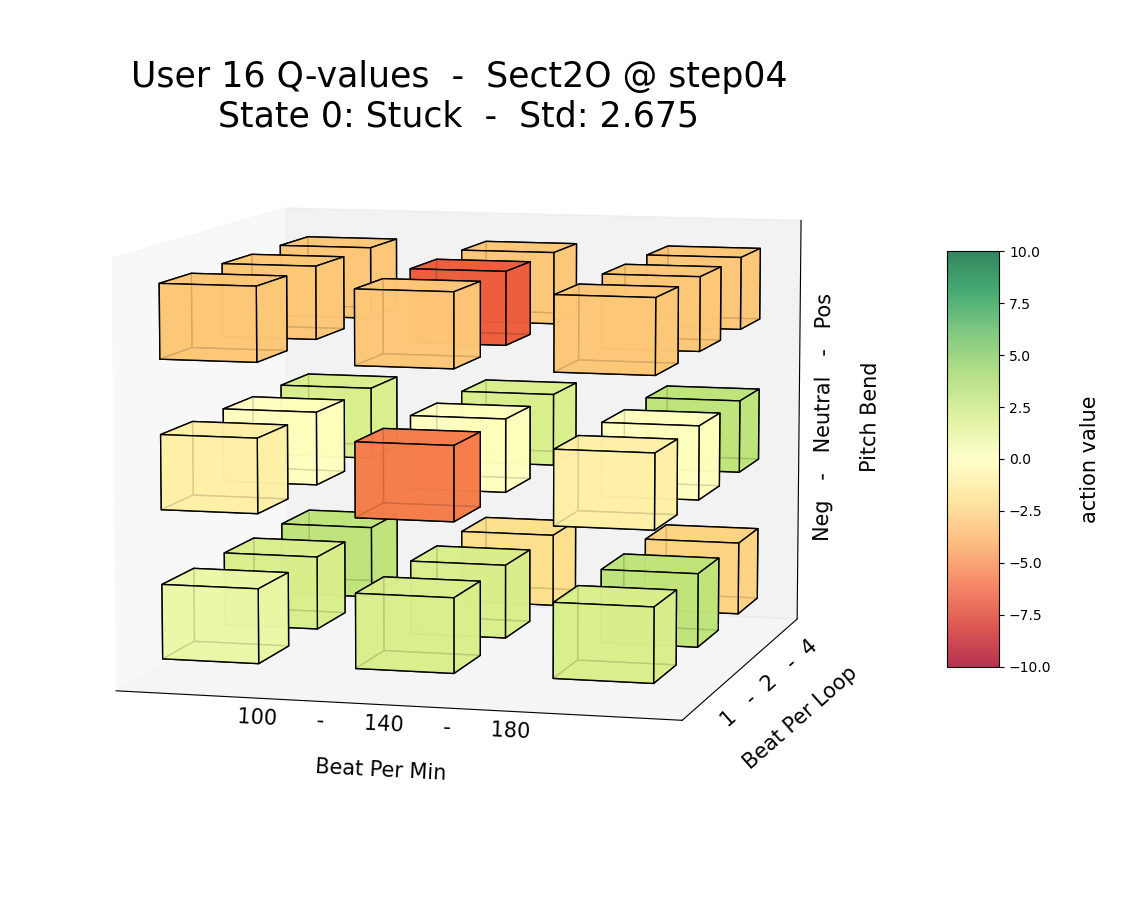 User 16 Q-values - Sect2O @ step04
State 0: Stuck - Std: 2.675
Neg - Neutral - Pos
Pitch Bend
1 - 2 - 4
Beat Per Loop
100 - 140 - 180
Beat Per Min
10.0
7.5
5.0
2.5
0.0
−2.5
−5.0
−7.5
−10.0
action value